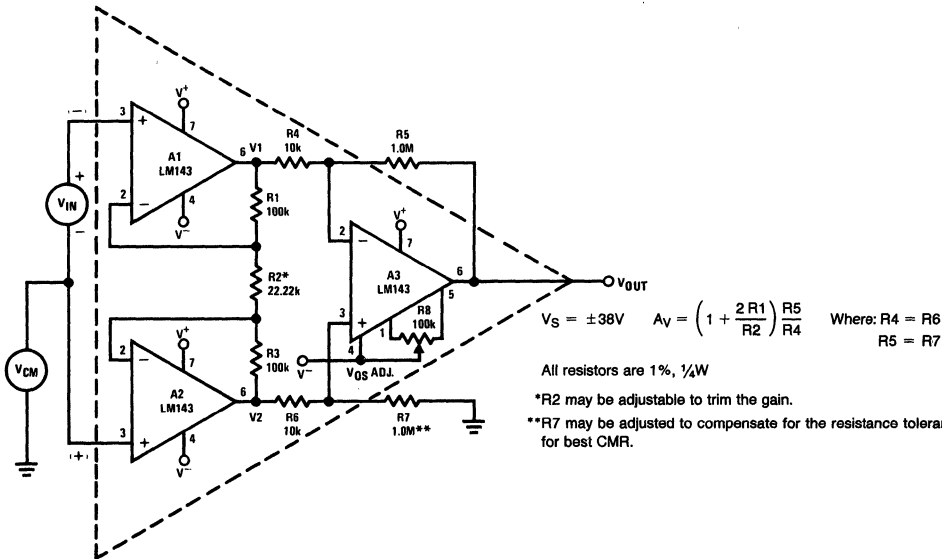 (−)
3
+
V+
7
A1
LM143
6
V1
R4
10k
R5
1.0M
4
V−
2
−
R1
100k
+
VIN
−
R2*
22.22k
V+
7
2
−
A3
LM143
6
5
VOUT
R8
100k
1
3
+
4
V−
VOS ADJ.
V+
7
2
−
R3
100k
A2
LM143
6
V2
R6
10k
R7
1.0M**
VCM
3
+
4
V−
(+)
VS = ±38V AV = (1 + 2 R1/R2) R5/R4 Where: R4 = R6
R5 = R7
All resistors are 1%, ¼W
*R2 may be adjustable to trim the gain.
**R7 may be adjusted to compensate for the resistance toleran
for best CMR.